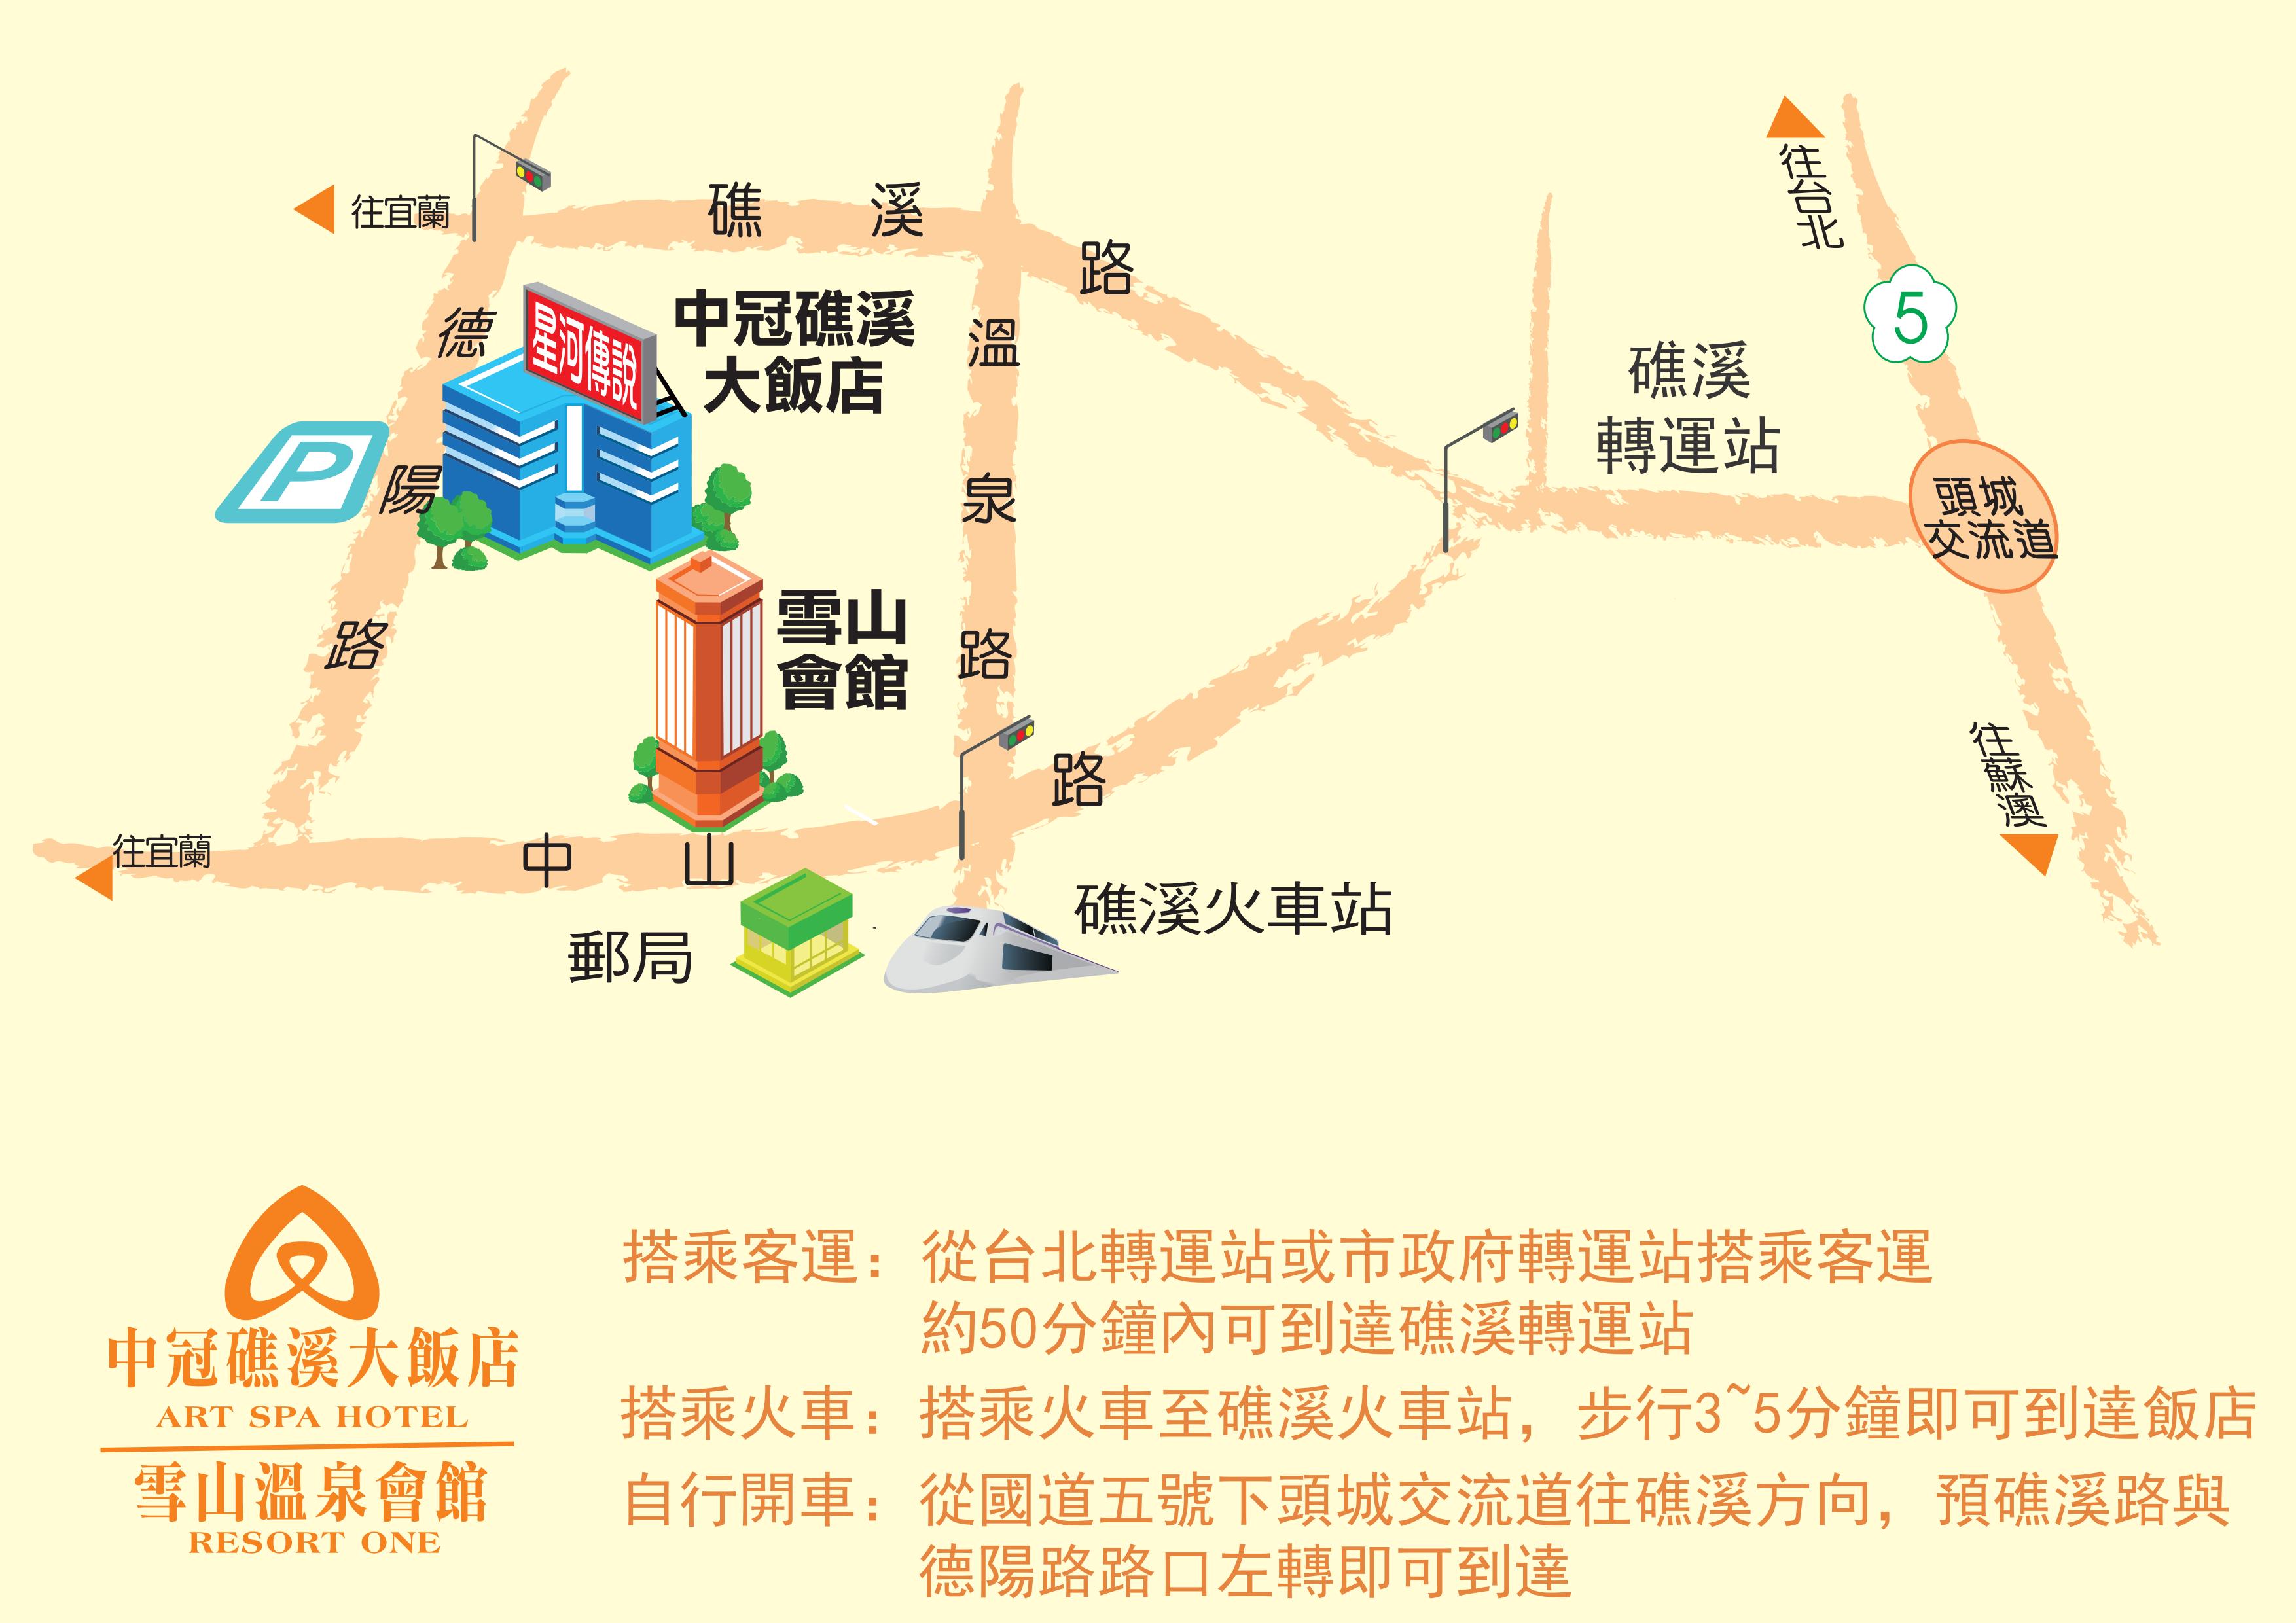 往台北
往宜蘭
礁溪路
5
德陽路
星河傳說
中冠礁溪
大飯店
溫泉路
礁溪
轉運站
P
頭城
交流道
雪山
會館
往蘇澳
往宜蘭
中山路
郵局
礁溪火車站
中冠礁溪大飯店
ART SPA HOTEL
雪山溫泉會館
RESORT ONE
搭乘客運：從台北轉運站或市政府轉運站搭乘客運
約50分鐘內可到達礁溪轉運站
搭乘火車：搭乘火車至礁溪火車站，步行3~5分鐘即可到達飯店
自行開車：從國道五號下頭城交流道往礁溪方向，預礁溪路與
德陽路路口左轉即可到達